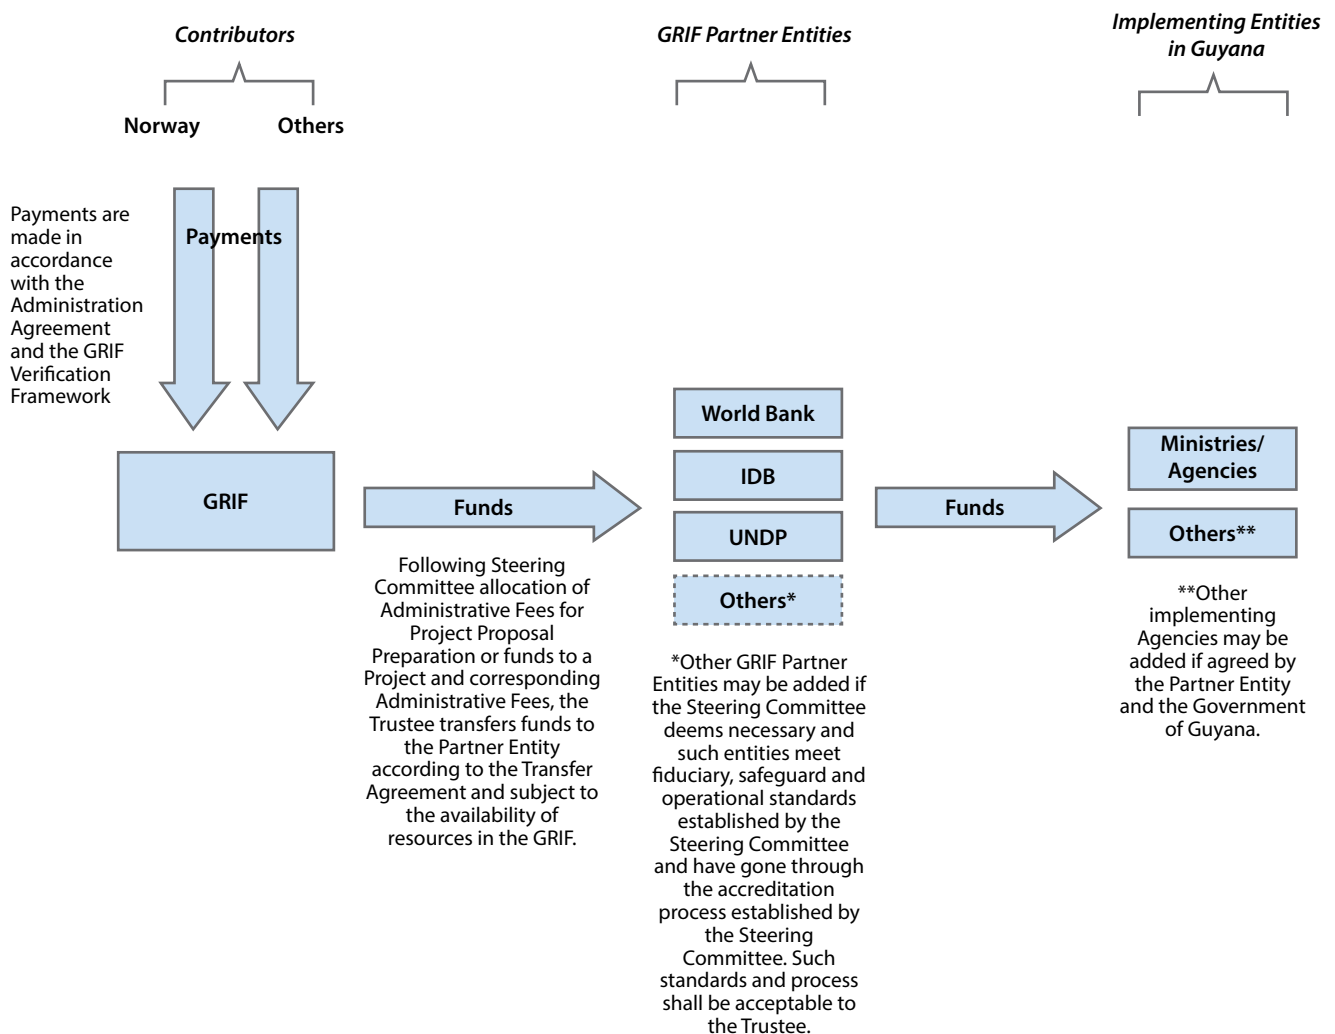 Contributors
GRIF Partner Entities
Implementing Entities
in Guyana
Norway
Others
Payments are
made in
accordance
with the
Administration
Agreement
and the GRIF
Verification
Framework
Payments
GRIF
Funds
Following Steering
Committee allocation of
Administrative Fees for
Project Proposal
Preparation or funds to a
Project and corresponding
Administrative Fees, the
Trustee transfers funds to
the Partner Entity
according to the Transfer
Agreement and subject to
the availability of
resources in the GRIF.
World Bank
IDB
UNDP
Others*
*Other GRIF Partner
Entities may be added if
the Steering Committee
deems necessary and
such entities meet
fiduciary, safeguard and
operational standards
established by the
Steering Committee
and have gone through
the accreditation
process established by
the Steering
Committee. Such
standards and process
shall be acceptable to
the Trustee.
Funds
Ministries/
Agencies
Others**
**Other
implementing
Agencies may be
added if agreed by
the Partner Entity
and the Government
of Guyana.